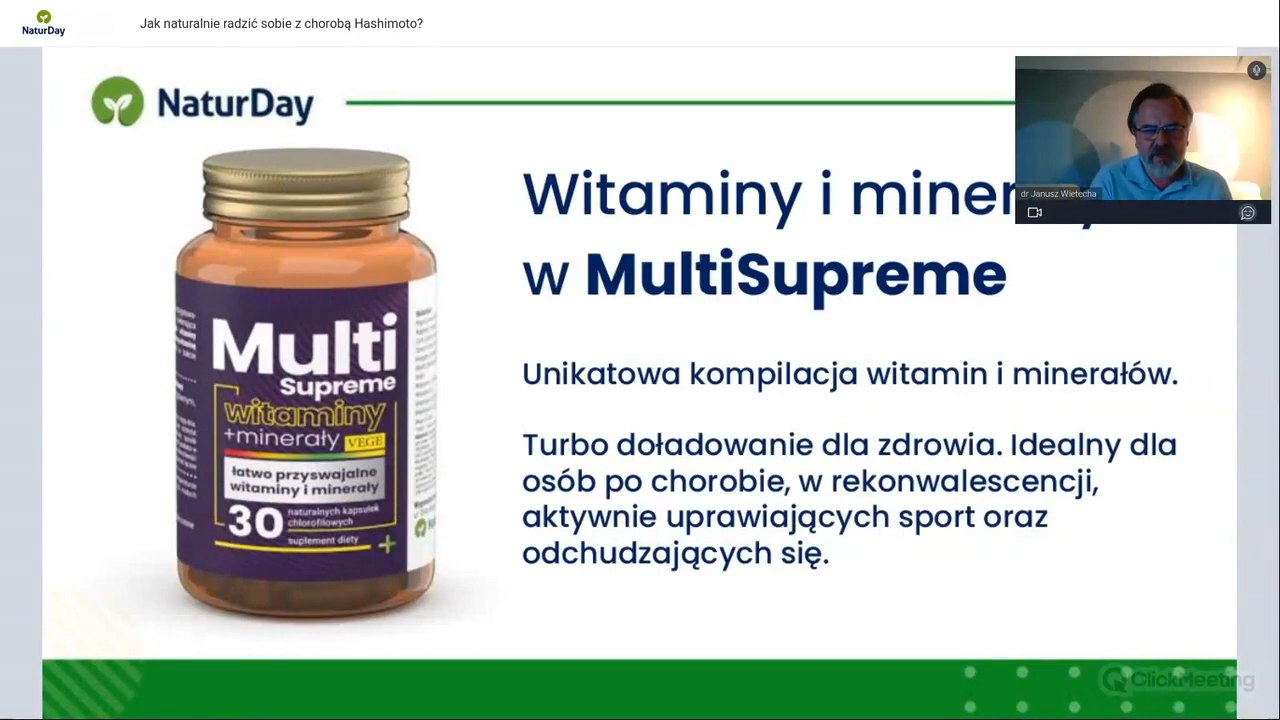 NaturDay
Jak naturalnie radzić sobie z chorobą Hashimoto?
NaturDay
dr Janusz Wietecha
Witaminy i miner
w MultiSupreme
Unikatowa kompilacja witamin i minerałów.
Turbo doładowanie dla zdrowia. Idealny dla
osób po chorobie, w rekonwalescencji,
aktywnie uprawiających sport oraz
odchudzających się.
Multi
Supreme
witaminy
+minerały VEGE
łatwo przyswajalne
witaminy i minerały
30 naturalnych kapsułek
chlorofilowych
suplement diety
ClickMeeting